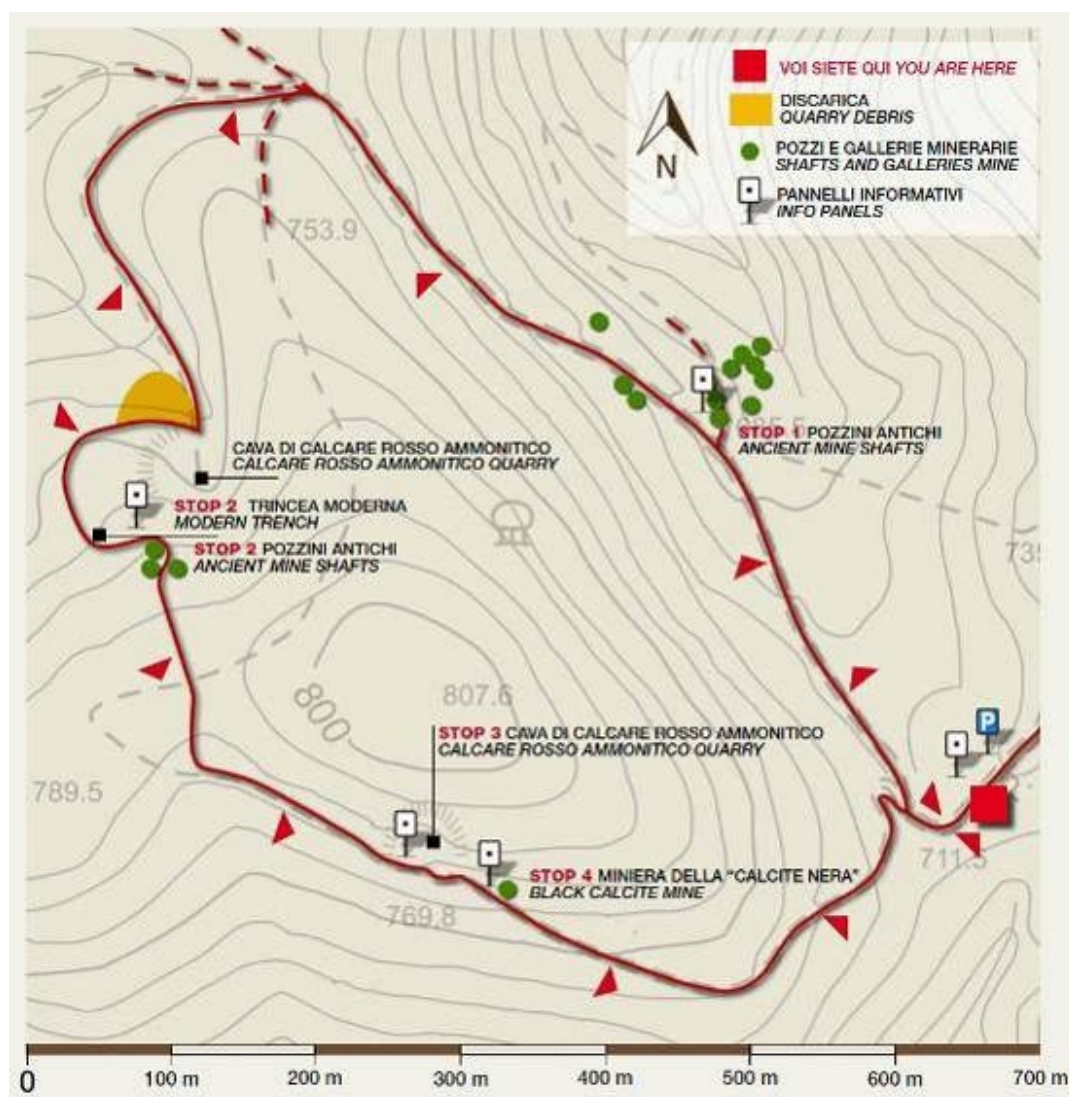 VOI SIETE QUI YOU ARE HERE
DISCARICA
QUARRY DEBRIS
POZZI E GALLERIE MINERARIE
SHAFTS AND GALLERIES MINE
PANNELLI INFORMATIVI
INFO PANELS
N
753.9
STOP 1 POZZINI ANTICHI
ANCIENT MINE SHAFTS
CAVA DI CALCARE ROSSO AMMONITICO
CALCARE ROSSO AMMONITICO QUARRY
STOP 2 TRINCEA MODERNA
MODERN TRENCH
STOP 2 POZZINI ANTICHI
ANCIENT MINE SHAFTS
800
807.6
STOP 3 CAVA DI CALCARE ROSSO AMMONITICO
CALCARE ROSSO AMMONITICO QUARRY
P
789.5
711.5
STOP 4 MINIERA DELLA “CALCITE NERA”
BLACK CALCITE MINE
769.8
0 100 m 200 m 300 m 400 m 500 m 600 m 700 m